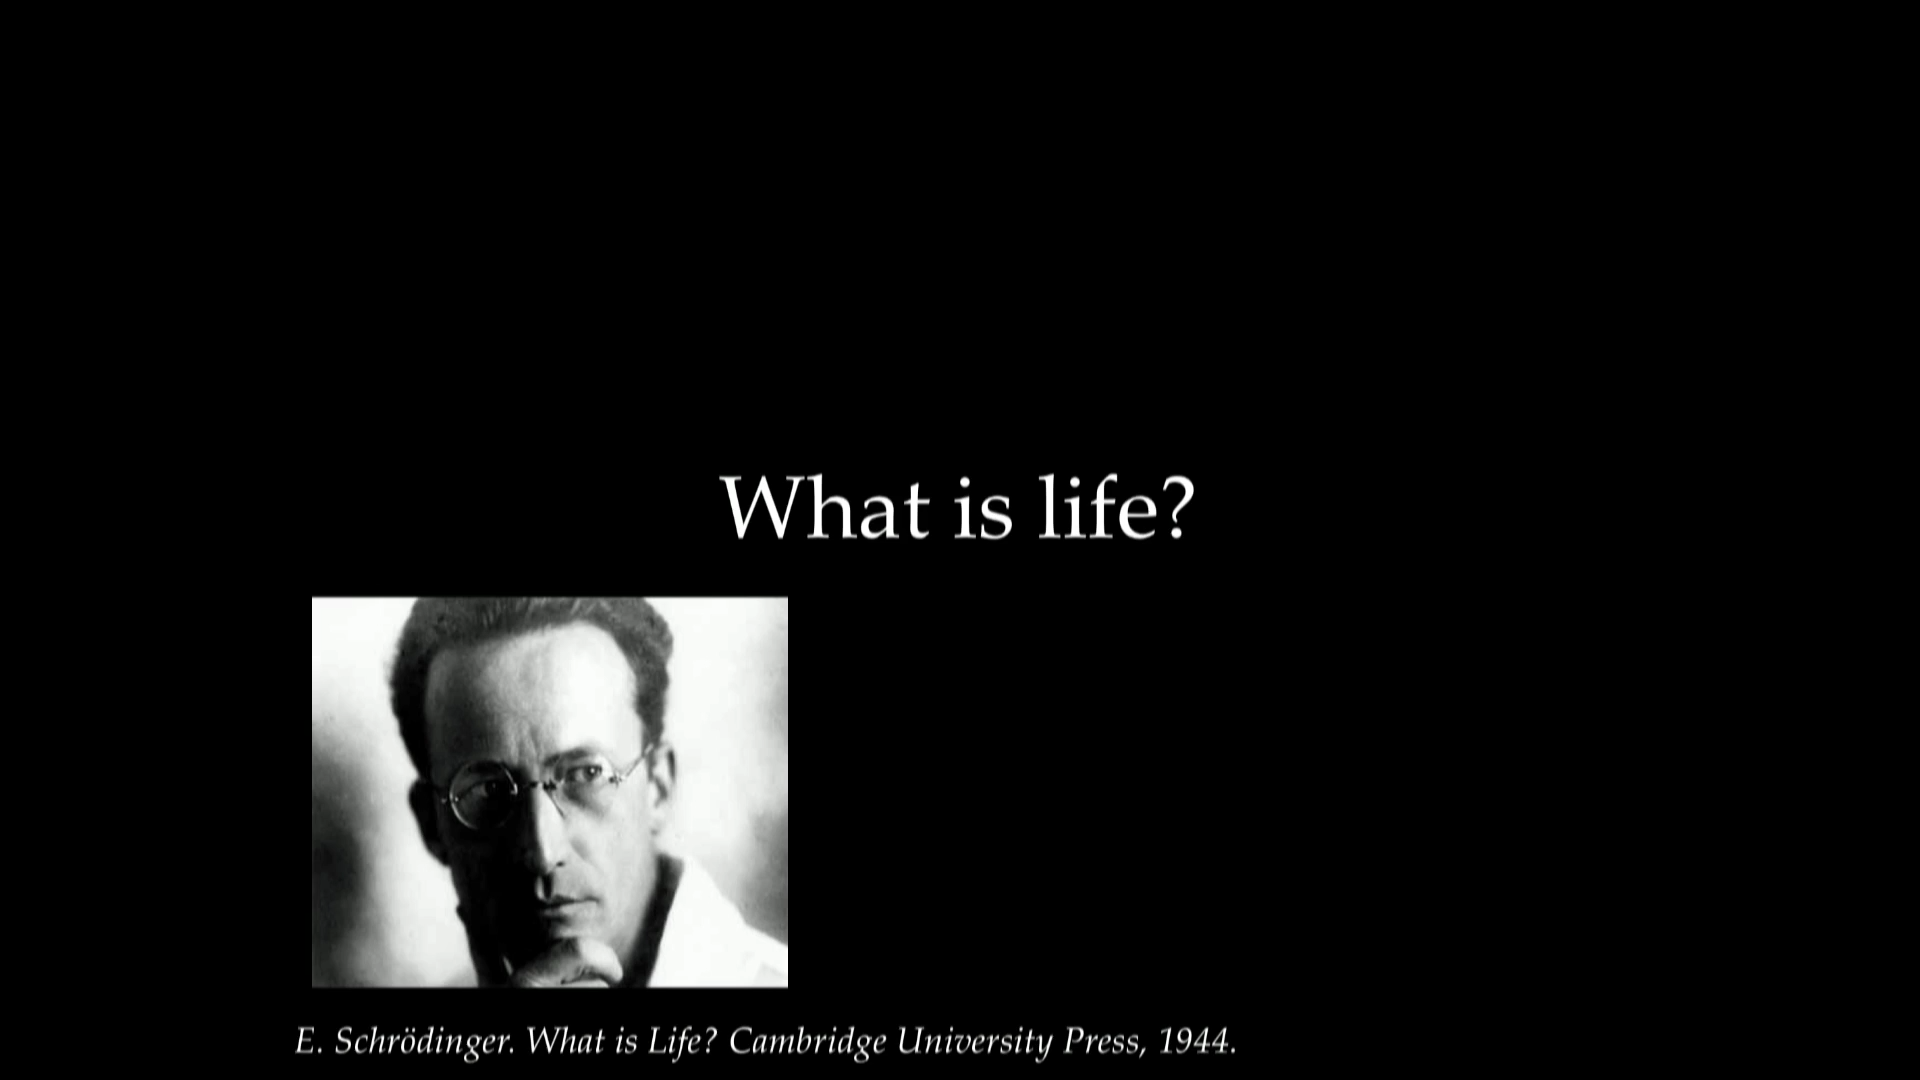 What is life?
E. Schrödinger. What is Life? Cambridge University Press, 1944.